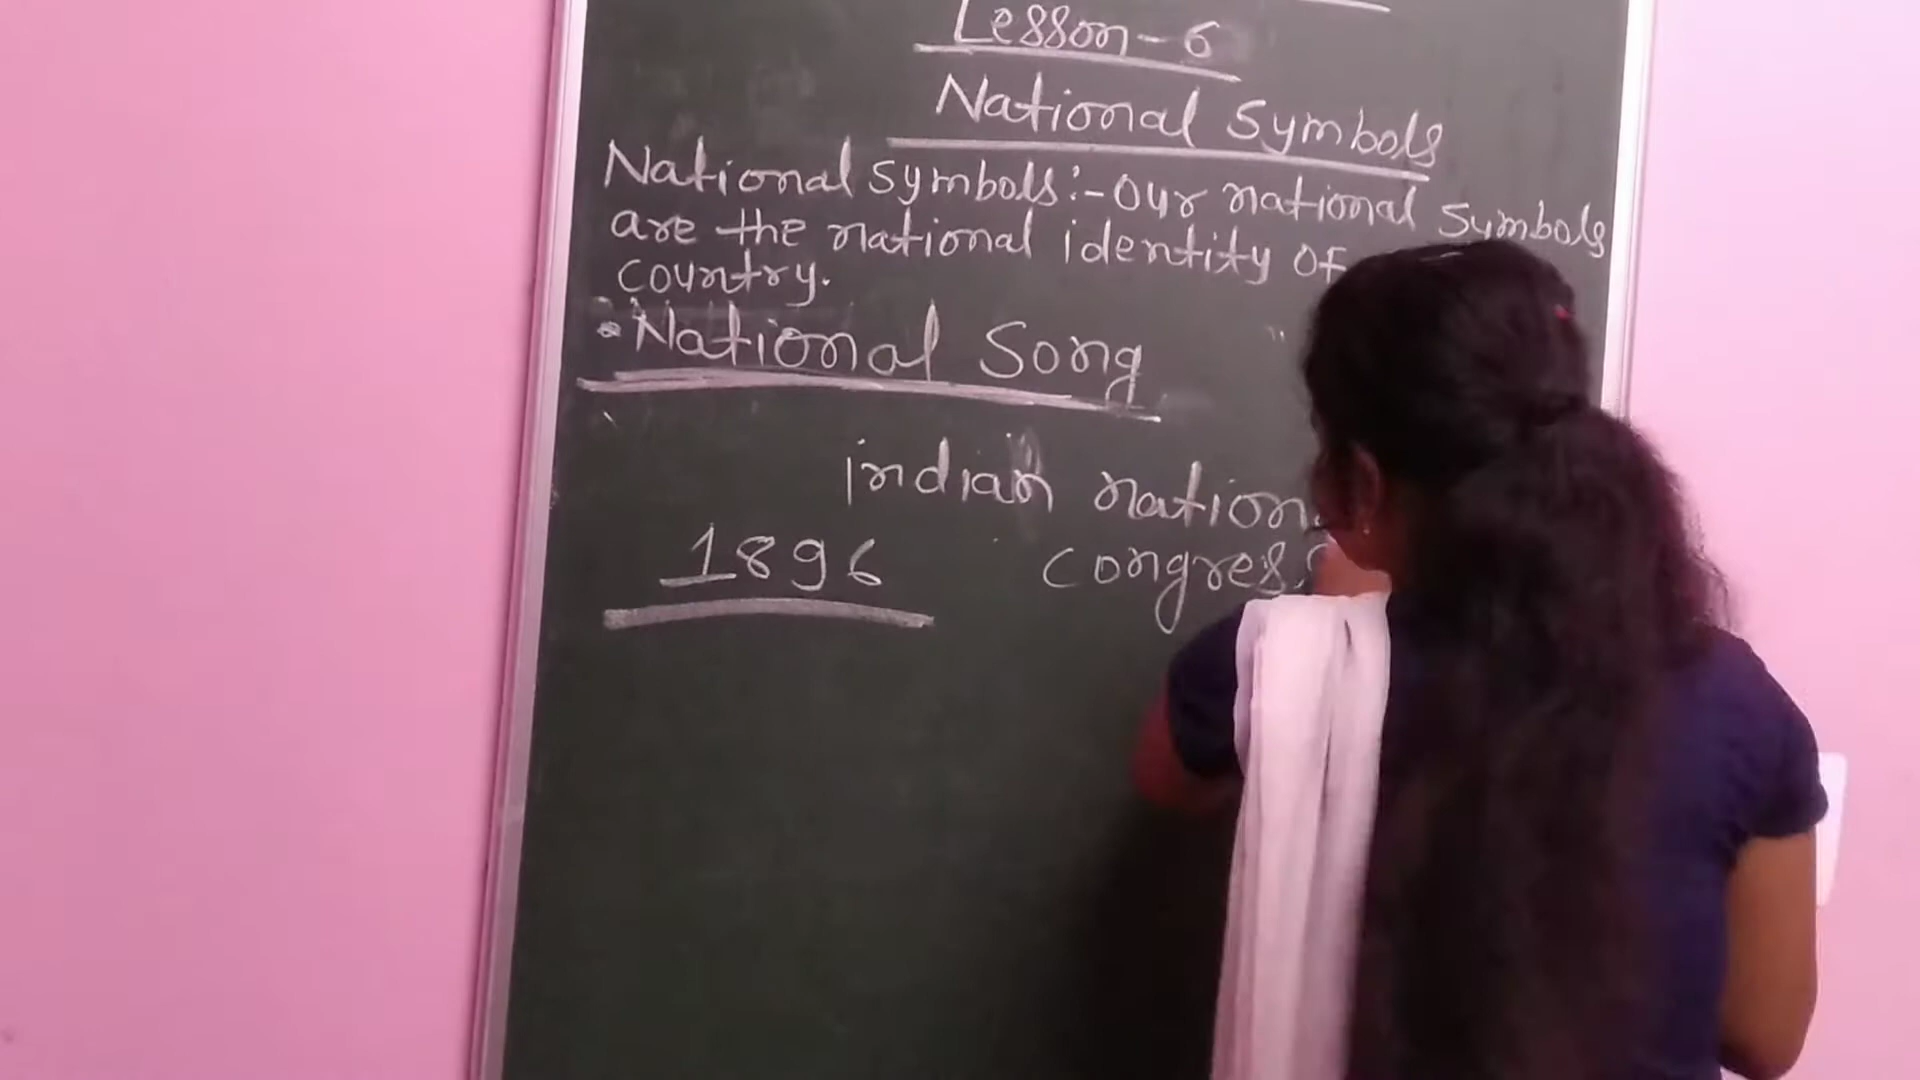 Lesson-6
National Symbols
National symbols:-Our national symbols
are the national identity of
country.
National Song
indian nation
1896
congress